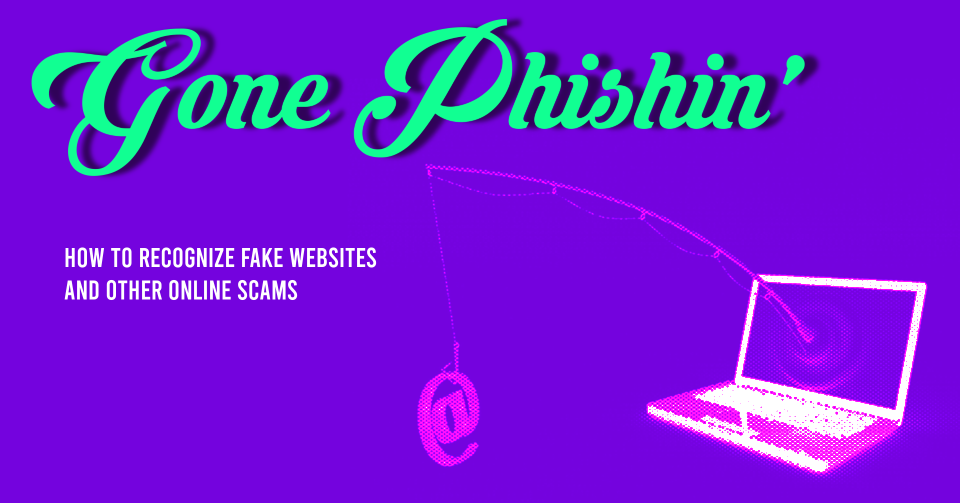 Gone Phishin'
HOW TO RECOGNIZE FAKE WEBSITES
AND OTHER ONLINE SCAMS
@